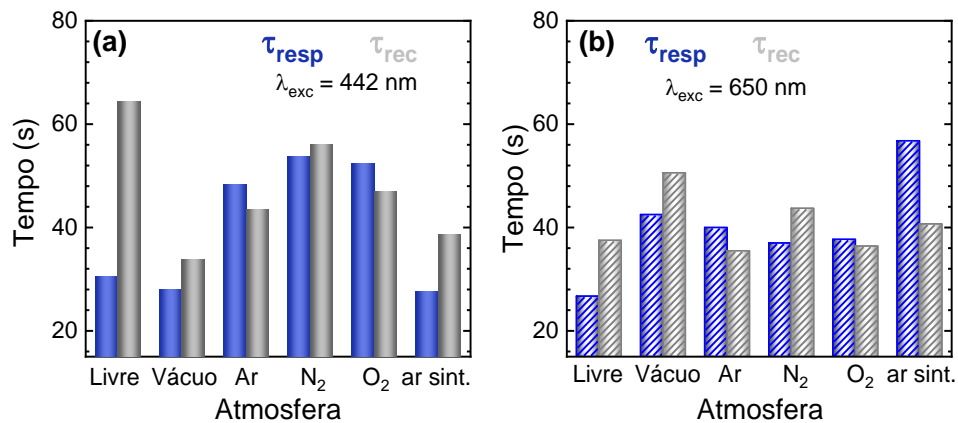 (a)
τresp τrec
λexc = 442 nm
Tempo (s)
80
60
40
20
Livre Vácuo Ar N2 O2 ar sint.
Atmosfera
(b)
τresp τrec
λexc = 650 nm
Tempo (s)
80
60
40
20
Livre Vácuo Ar N2 O2 ar sint.
Atmosfera